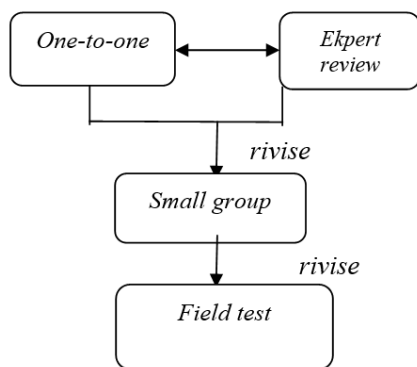 One-to-one
Ekpert
review
rivise
Small group
rivise
Field test